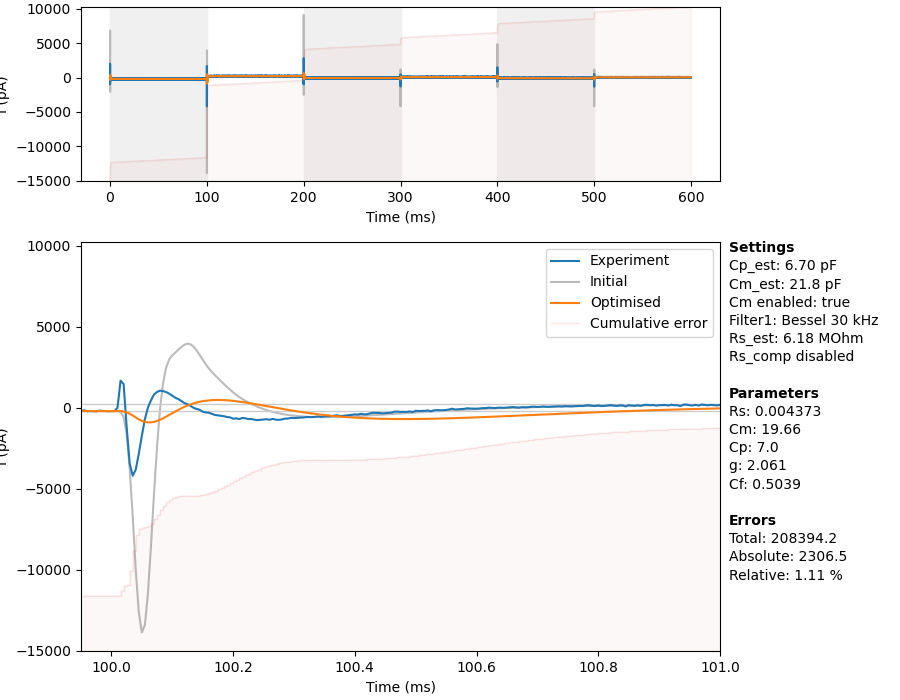 10000
5000
0
−5000
−10000
−15000
I (pA)
0 100 200 300 400 500 600
Time (ms)
10000
5000
0
−5000
−10000
−15000
I (pA)
100.0 100.2 100.4 100.6 100.8 101.0
Time (ms)
Experiment
Initial
Optimised
Cumulative error
Settings
Cp_est: 6.70 pF
Cm_est: 21.8 pF
Cm enabled: true
Filter1: Bessel 30 kHz
Rs_est: 6.18 MOhm
Rs_comp disabled
Parameters
Rs: 0.004373
Cm: 19.66
Cp: 7.0
g: 2.061
Cf: 0.5039
Errors
Total: 208394.2
Absolute: 2306.5
Relative: 1.11 %